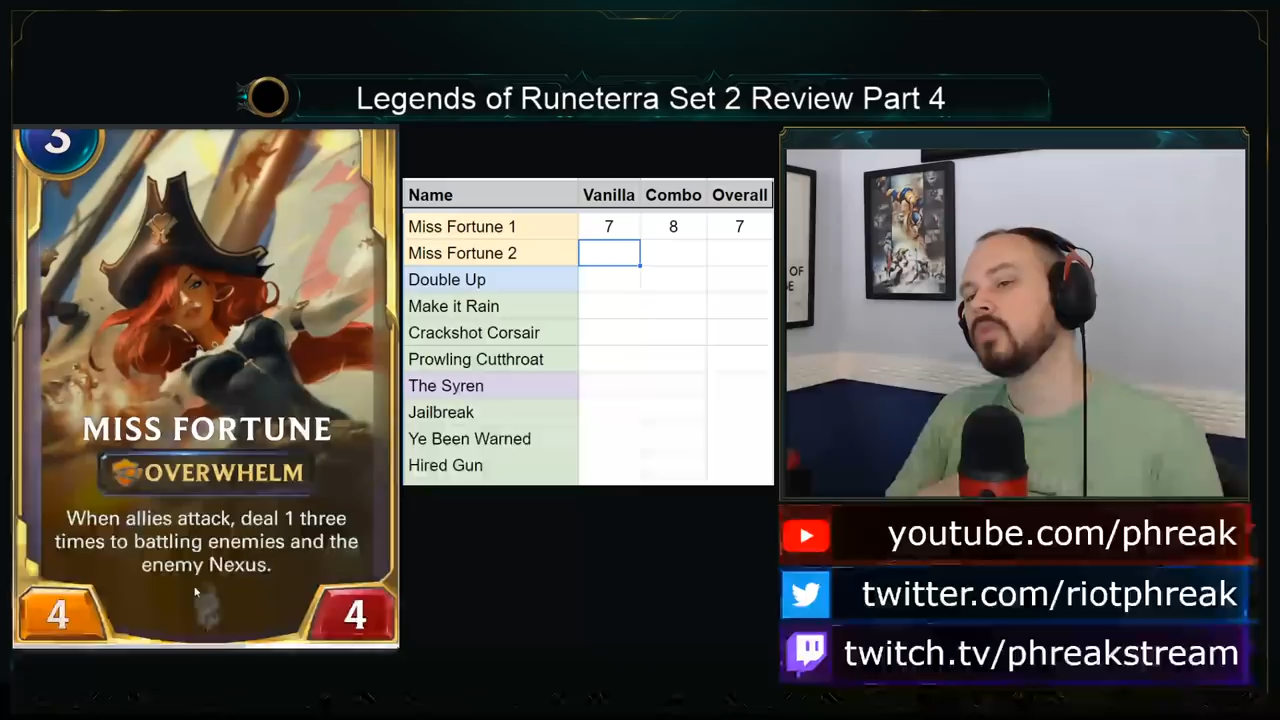 Legends of Runeterra Set 2 Review Part 4
3
MISS FORTUNE
OVERWHELM
When allies attack, deal 1 three
times to battling enemies and the
enemy Nexus.
4 4
Name Vanilla Combo Overall
Miss Fortune 1 7 8 7
Miss Fortune 2
Double Up
Make it Rain
Crackshot Corsair
Prowling Cutthroat
The Syren
Jailbreak
Ye Been Warned
Hired Gun
OF
youtube.com/phreak
twitter.com/riotphreak
twitch.tv/phreakstream